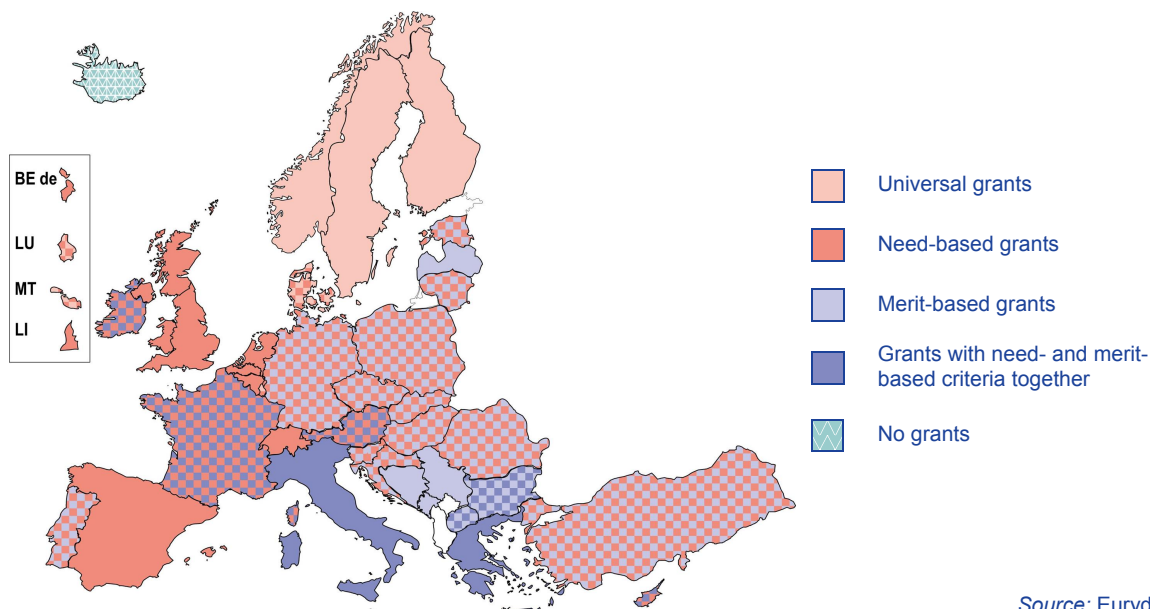 BE de
LU
MT
LI
Universal grants
Need-based grants
Merit-based grants
Grants with need- and merit-
based criteria together
No grants
Source: